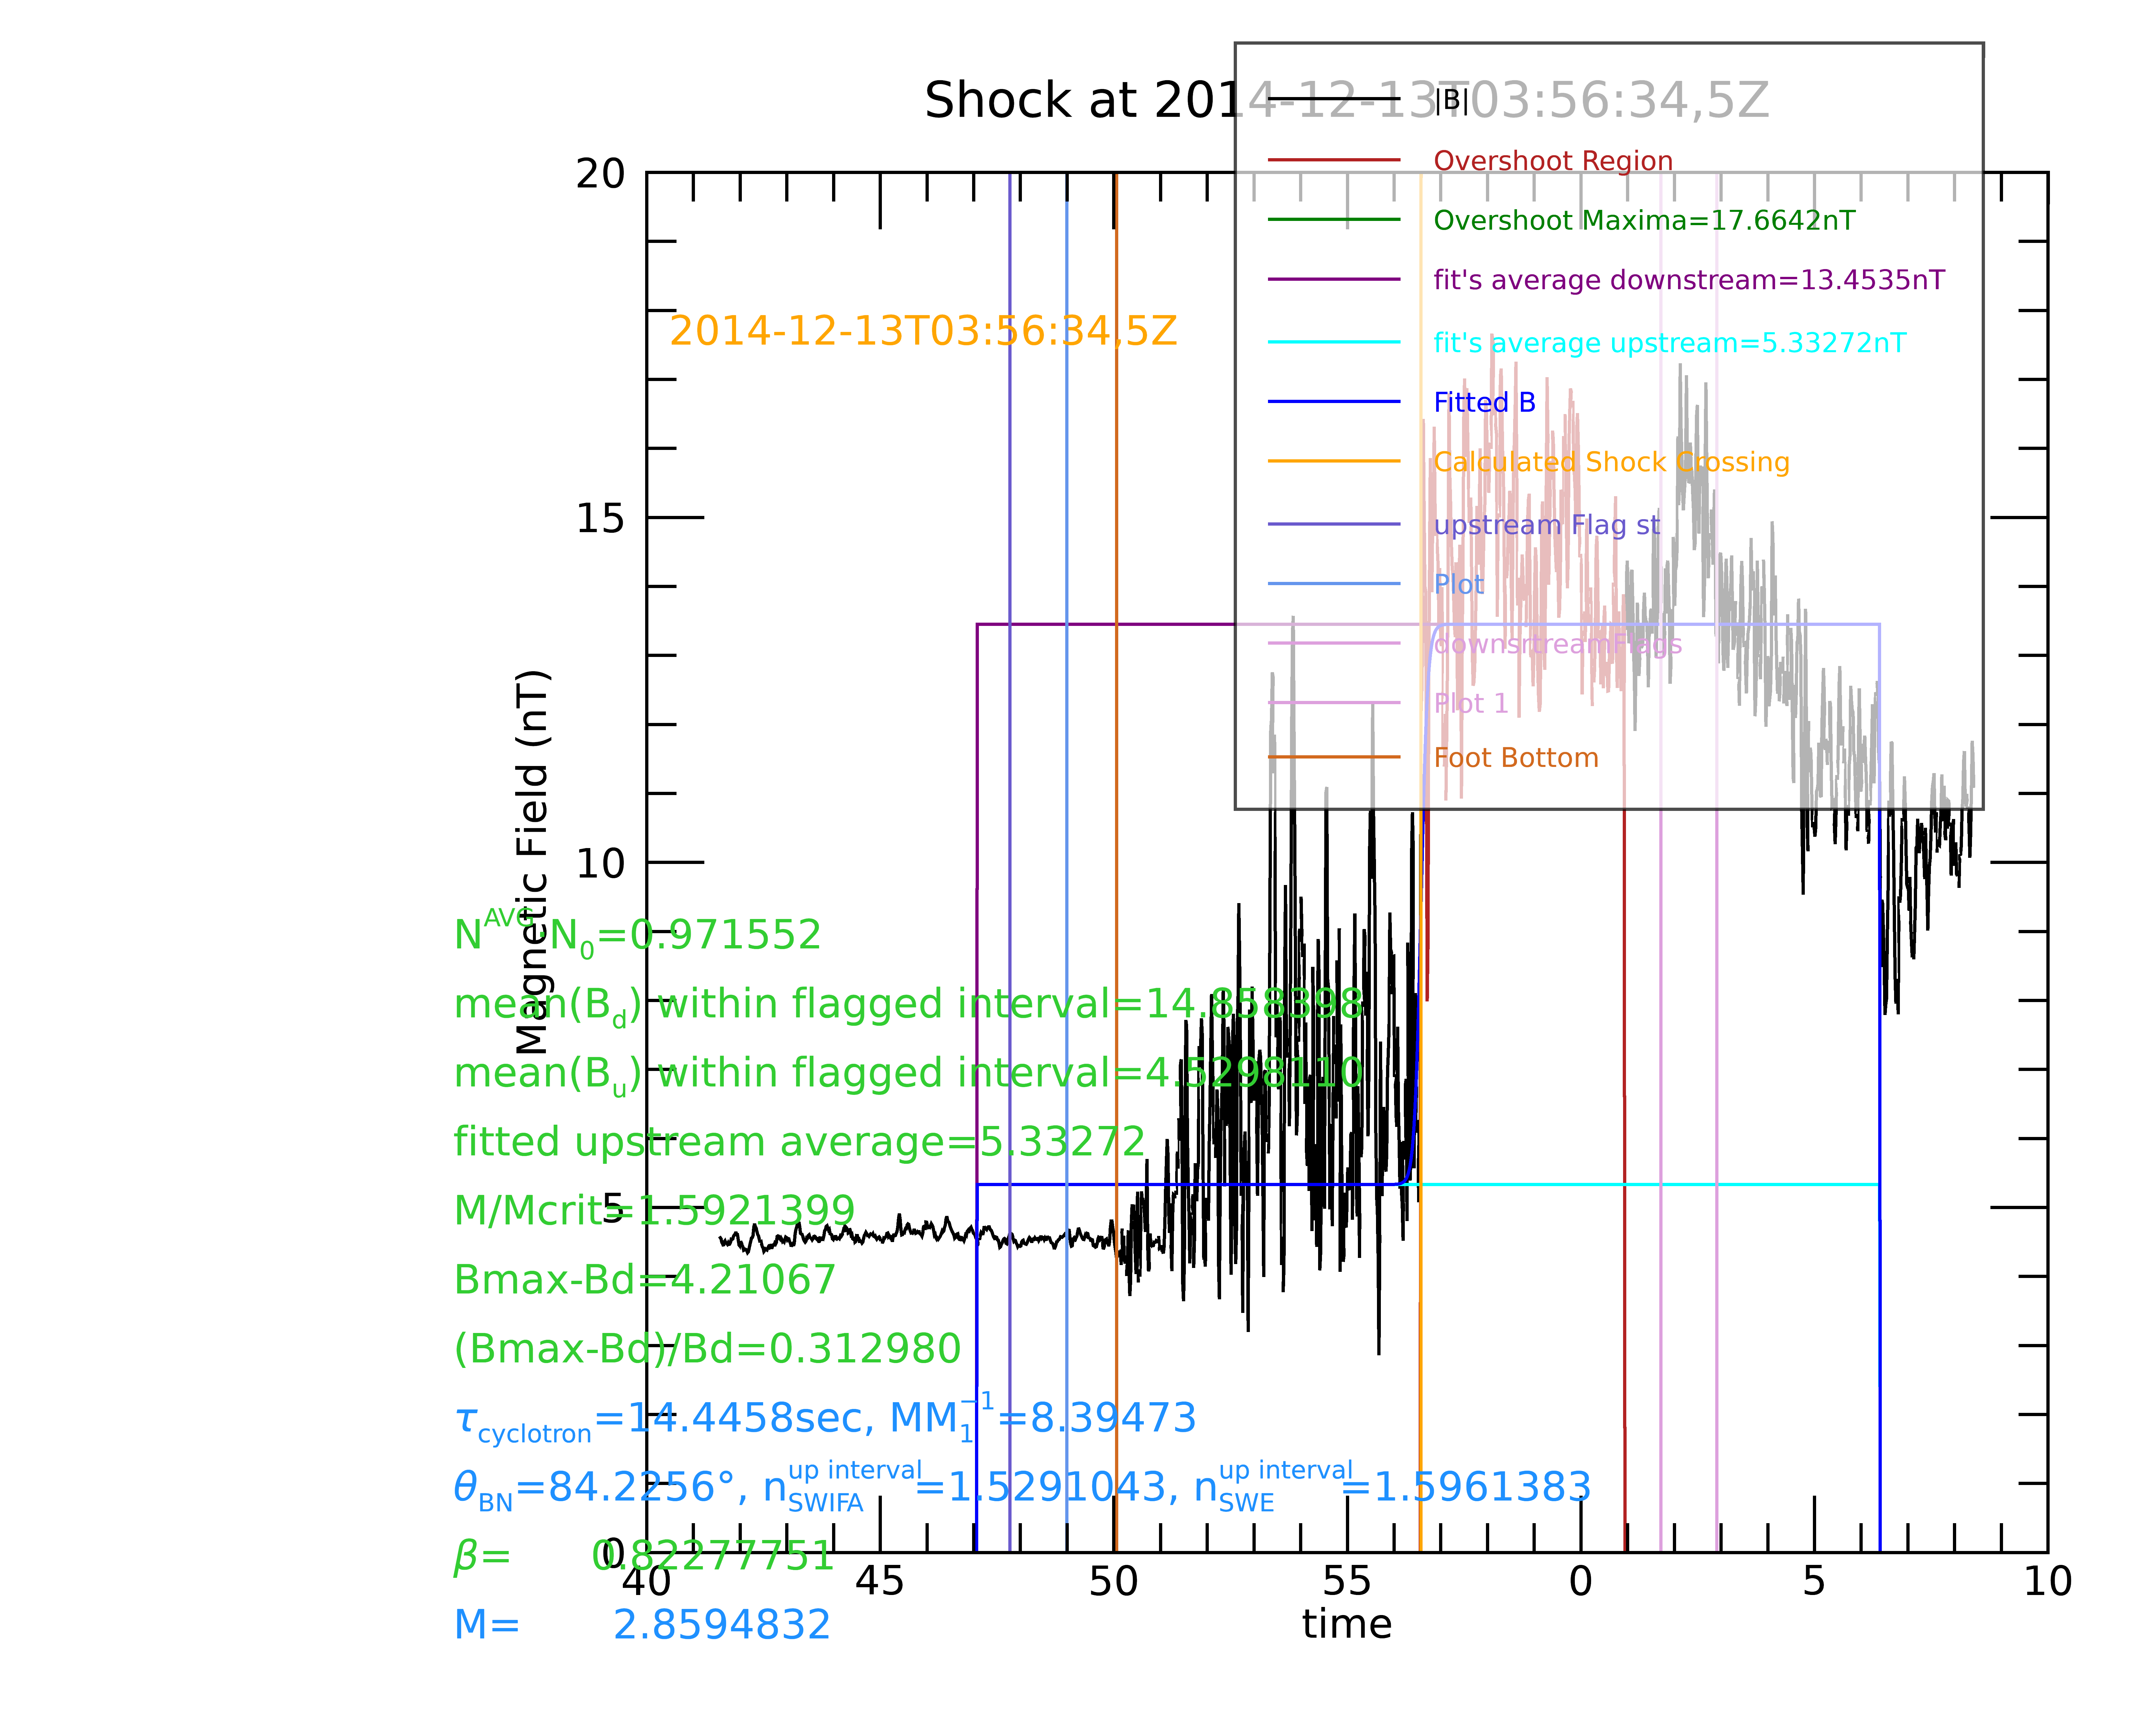 Shock at 2014-12-13T03:56:34,5Z
|B|
Overshoot Region
Overshoot Maxima=17.6642nT
fit's average downstream=13.4535nT
fit's average upstream=5.33272nT
Fitted B
Calculated Shock Crossing
upstream Flag st
Plot
downsrtreamFlags
Plot 1
Foot Bottom
2014-12-13T03:56:34,5Z
20
15
10
5
0
Magnetic Field (nT)
N^AVG·N_0=0.971552
mean(B_d) within flagged interval=14.858398
mean(B_u) within flagged interval=4.5298110
fitted upstream average=5.33272
M/Mcrit=1.5921399
Bmax-Bd=4.21067
(Bmax-Bd)/Bd=0.312980
τ_cyclotron=14.4458sec, MM_1^−1=8.39473
θ_BN=84.2256°, n_SWIFA^up interval=1.5291043, n_SWE^up interval=1.5961383
β= 0.82277751
M= 2.8594832
40 45 50 55 0 5 10
time